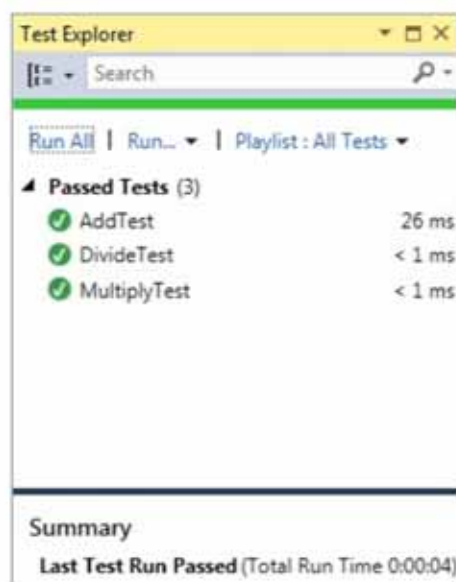 Test Explorer
Search
Run All | Run... | Playlist : All Tests
Passed Tests (3)
AddTest 26 ms
DivideTest < 1 ms
MultiplyTest < 1 ms
Summary
Last Test Run Passed (Total Run Time 0:00:04)